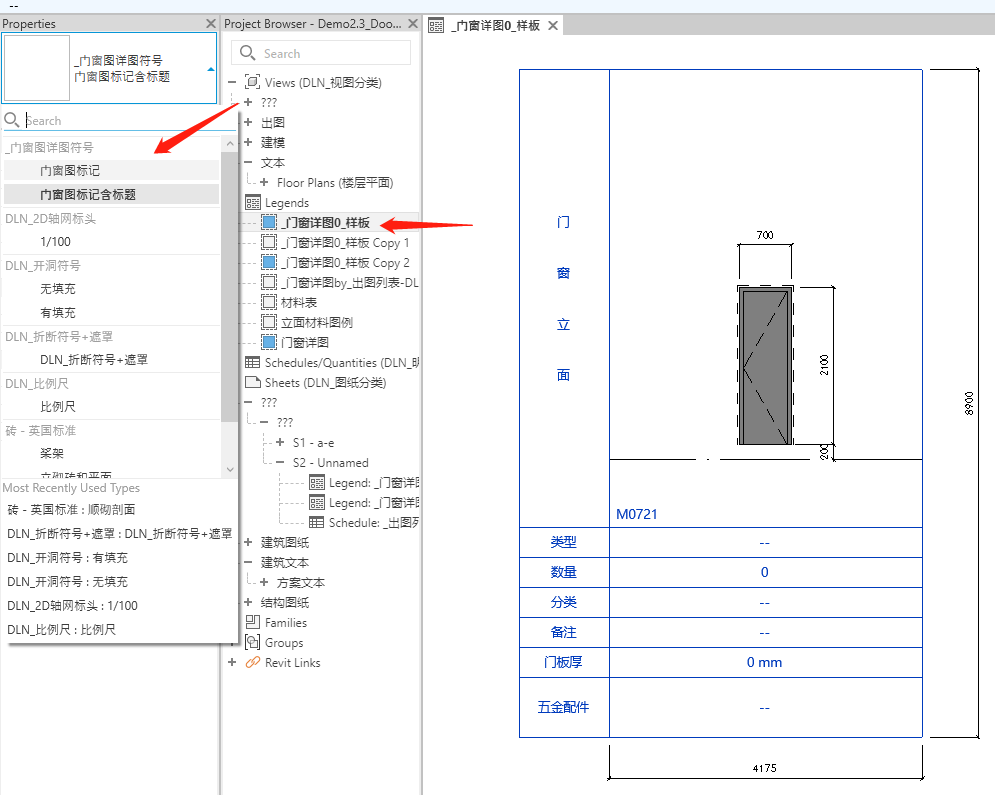 --
Properties
_门窗图详图符号
门窗图标记含标题
Search
_门窗图详图符号
门窗图标记
门窗图标记含标题
DLN_2D轴网标头
1/100
DLN_开洞符号
无填充
有填充
DLN_折断符号+遮罩
DLN_折断符号+遮罩
DLN_比例尺
比例尺
砖 - 英国标准
桨架
立砌砖和平面
Most Recently Used Types
砖 - 英国标准 : 顺砌剖面
DLN_折断符号+遮罩 : DLN_折断符号+遮罩
DLN_开洞符号 : 有填充
DLN_开洞符号 : 无填充
DLN_2D轴网标头 : 1/100
DLN_比例尺 : 比例尺
Project Browser - Demo2.3_Doo...
Search
Views (DLN_视图分类)
???
出图
建模
文本
Floor Plans (楼层平面)
Legends
_门窗详图0_样板
_门窗详图0_样板 Copy 1
_门窗详图0_样板 Copy 2
_门窗详图by_出图列表-DL
材料表
立面材料图例
门窗详图
Schedules/Quantities (DLN_明
Sheets (DLN_图纸分类)
???
???
S1 - a-e
S2 - Unnamed
Legend: _门窗详图
Legend: _门窗详图
Schedule: _出图列
建筑图纸
建筑文本
方案文本
结构图纸
Families
Groups
Revit Links
_门窗详图0_样板
门
窗
立
面
700
2100
200
8900
M0721
类型
--
数量
0
分类
--
备注
--
门板厚
0 mm
五金配件
--
4175